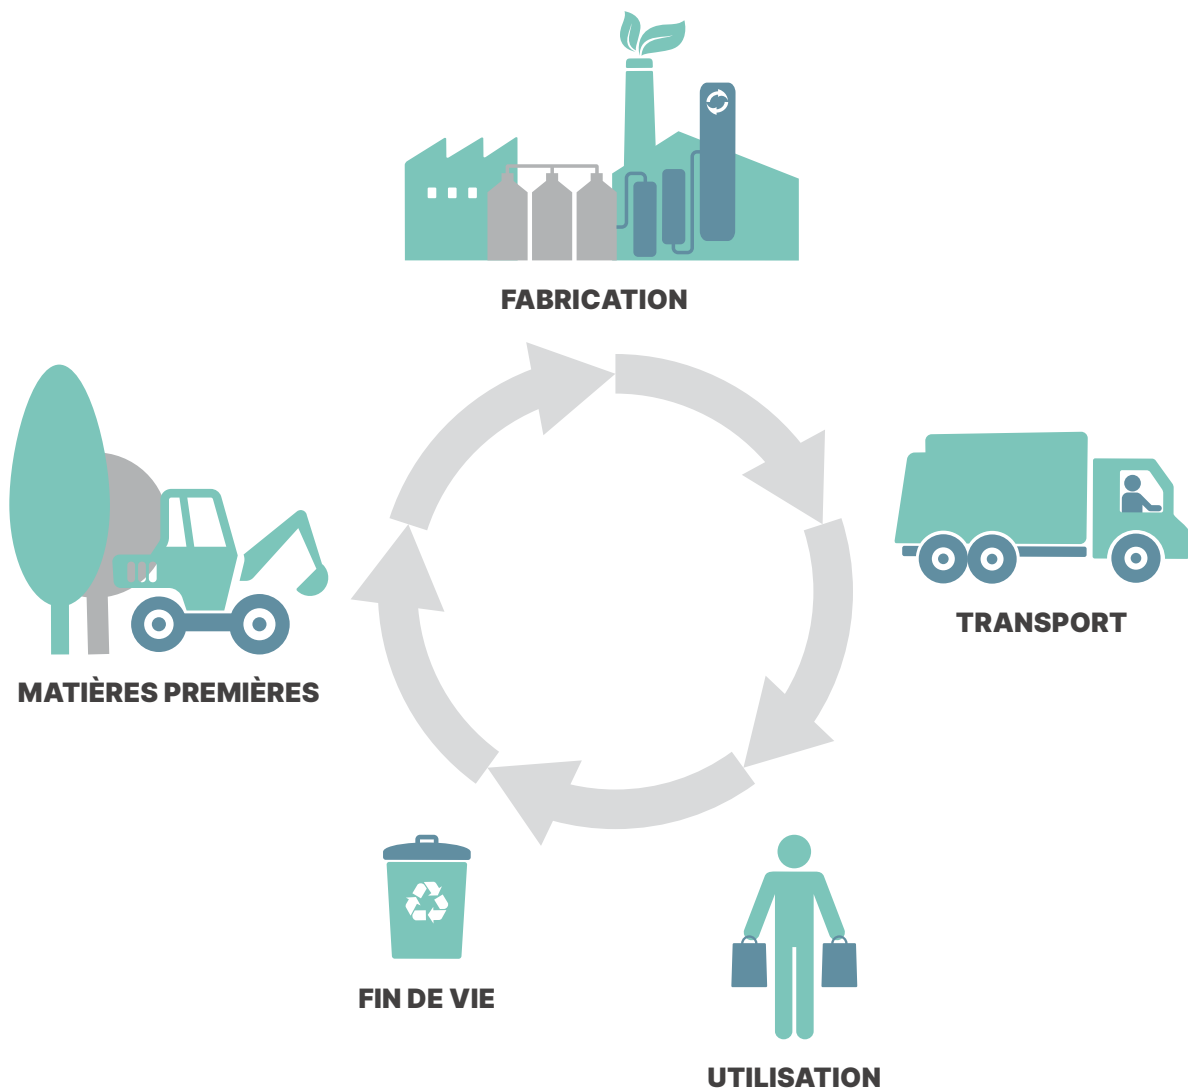 FABRICATION
TRANSPORT
MATIÈRES PREMIÈRES
FIN DE VIE
UTILISATION